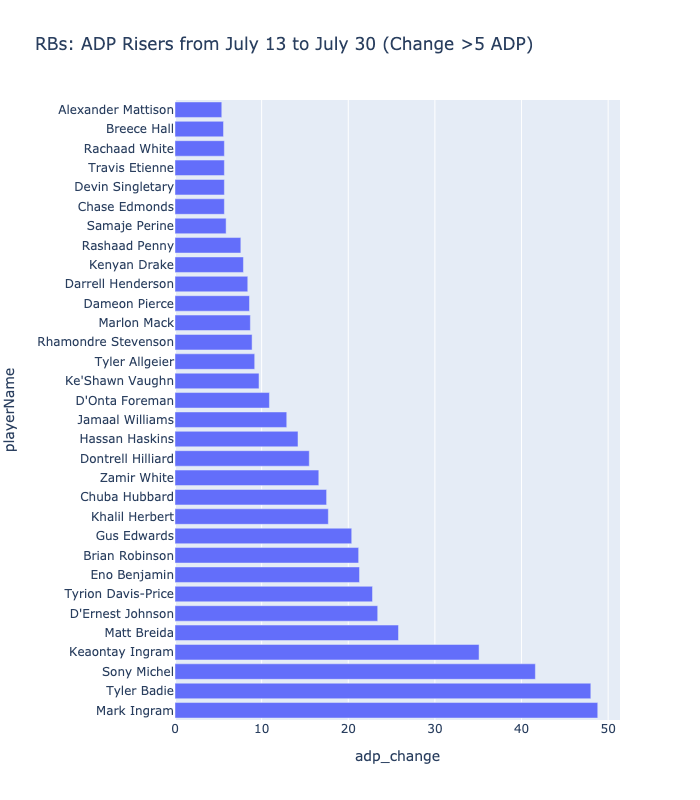 RBs: ADP Risers from July 13 to July 30 (Change >5 ADP)
playerName
Alexander Mattison
Breece Hall
Rachaad White
Travis Etienne
Devin Singletary
Chase Edmonds
Samaje Perine
Rashaad Penny
Kenyan Drake
Darrell Henderson
Dameon Pierce
Marlon Mack
Rhamondre Stevenson
Tyler Allgeier
Ke'Shawn Vaughn
D'Onta Foreman
Jamaal Williams
Hassan Haskins
Dontrell Hilliard
Zamir White
Chuba Hubbard
Khalil Herbert
Gus Edwards
Brian Robinson
Eno Benjamin
Tyrion Davis-Price
D'Ernest Johnson
Matt Breida
Keaontay Ingram
Sony Michel
Tyler Badie
Mark Ingram
0 10 20 30 40 50
adp_change